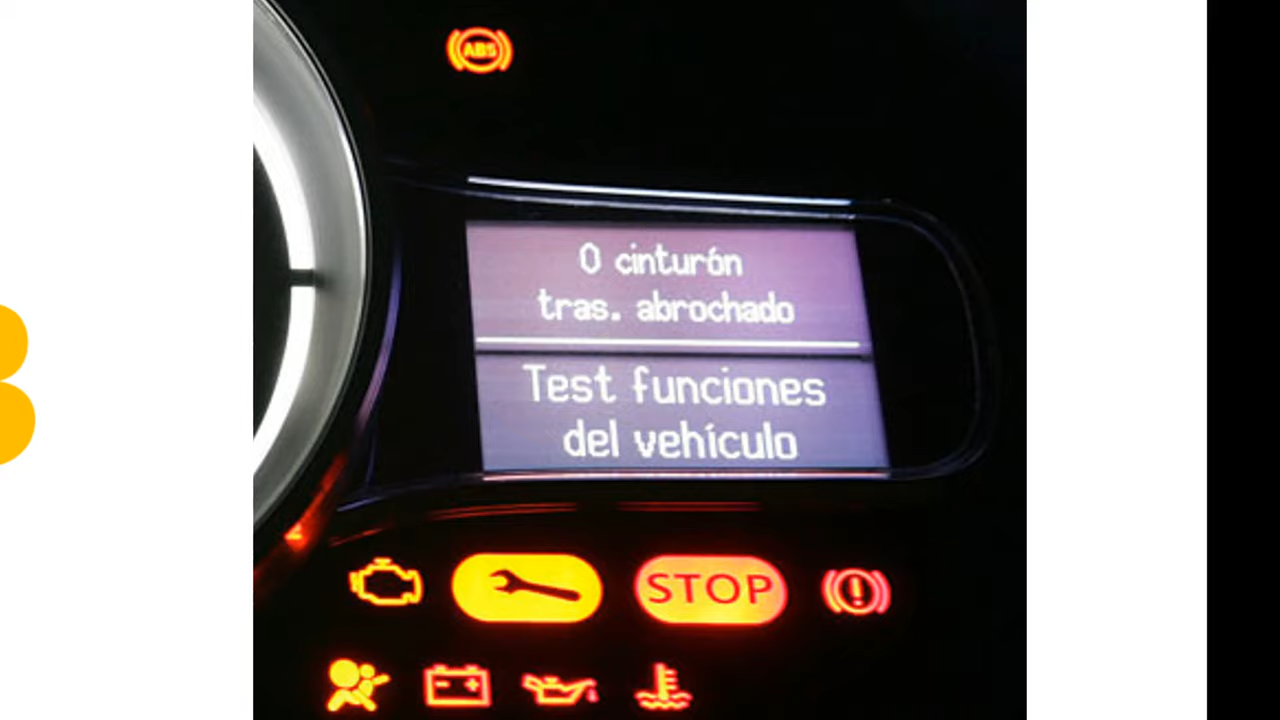 ABS
0 cinturón
tras. abrochado
Test funciones
del vehículo
STOP